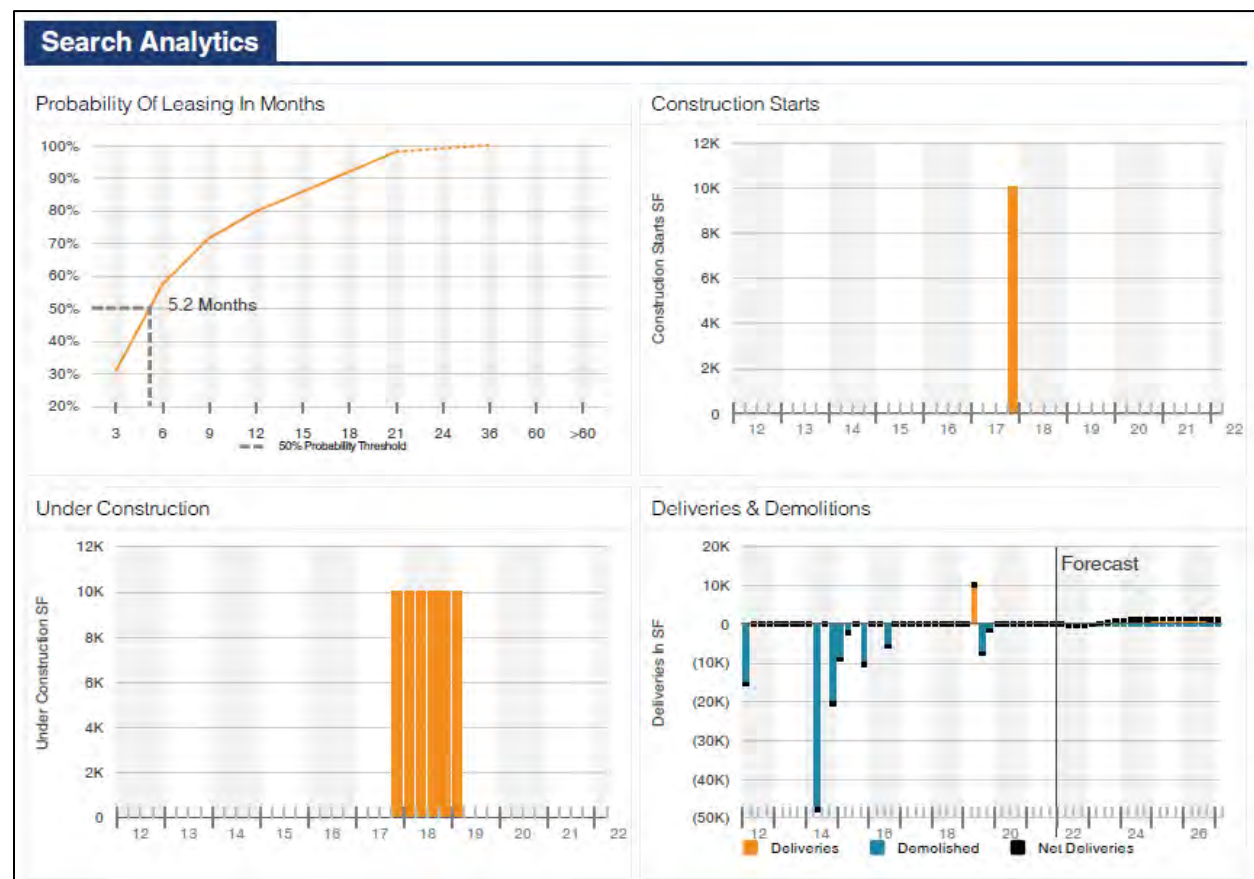 Search Analytics
Probability Of Leasing In Months
100%
90%
80%
70%
60%
50%
40%
30%
20%
5.2 Months
3 6 9 12 15 18 21 24 36 60 >60
50% Probability Threshold
Construction Starts
Construction Starts SF
12K
10K
8K
6K
4K
2K
0
12 13 14 15 16 17 18 19 20 21 22
Under Construction
Under Construction SF
12K
10K
8K
6K
4K
2K
0
12 13 14 15 16 17 18 19 20 21 22
Deliveries & Demolitions
Deliveries In SF
20K
10K
0
(10K)
(20K)
(30K)
(40K)
(50K)
Forecast
12 14 16 18 20 22 24 26
Deliveries Demolished Net Deliveries